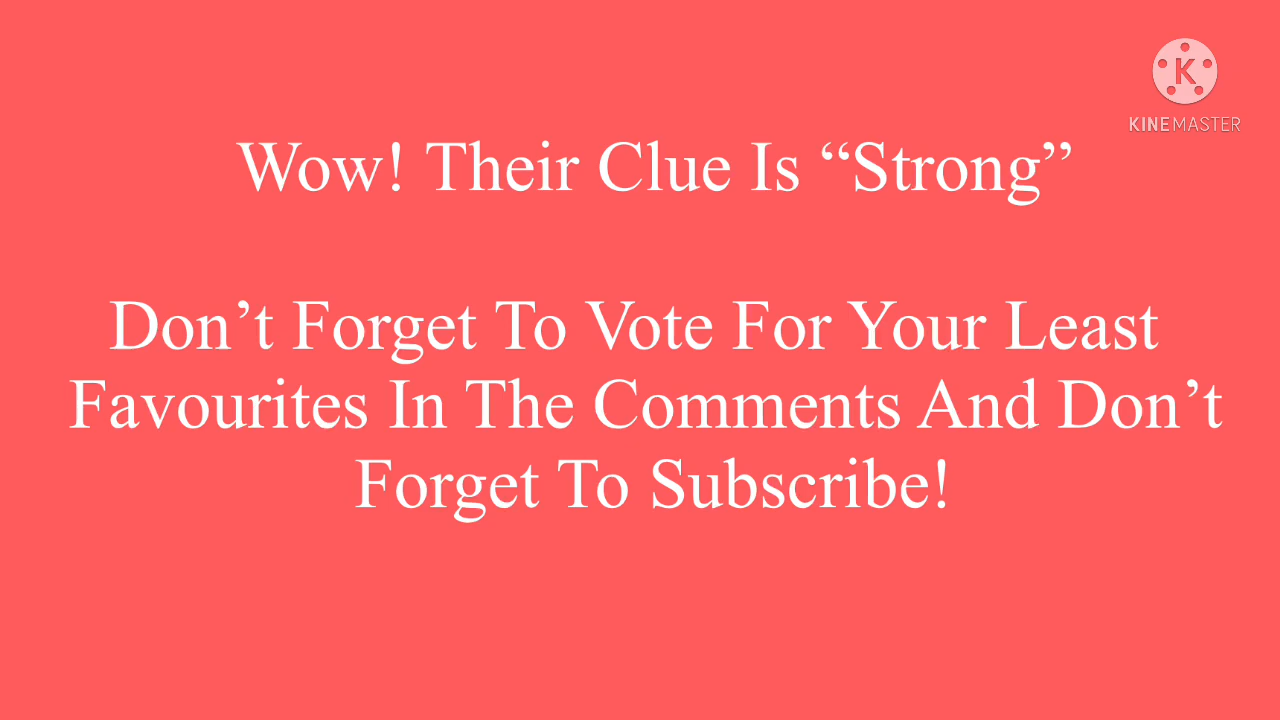 K
KINEMASTER
Wow! Their Clue Is “Strong”
Don’t Forget To Vote For Your Least
Favourites In The Comments And Don’t
Forget To Subscribe!